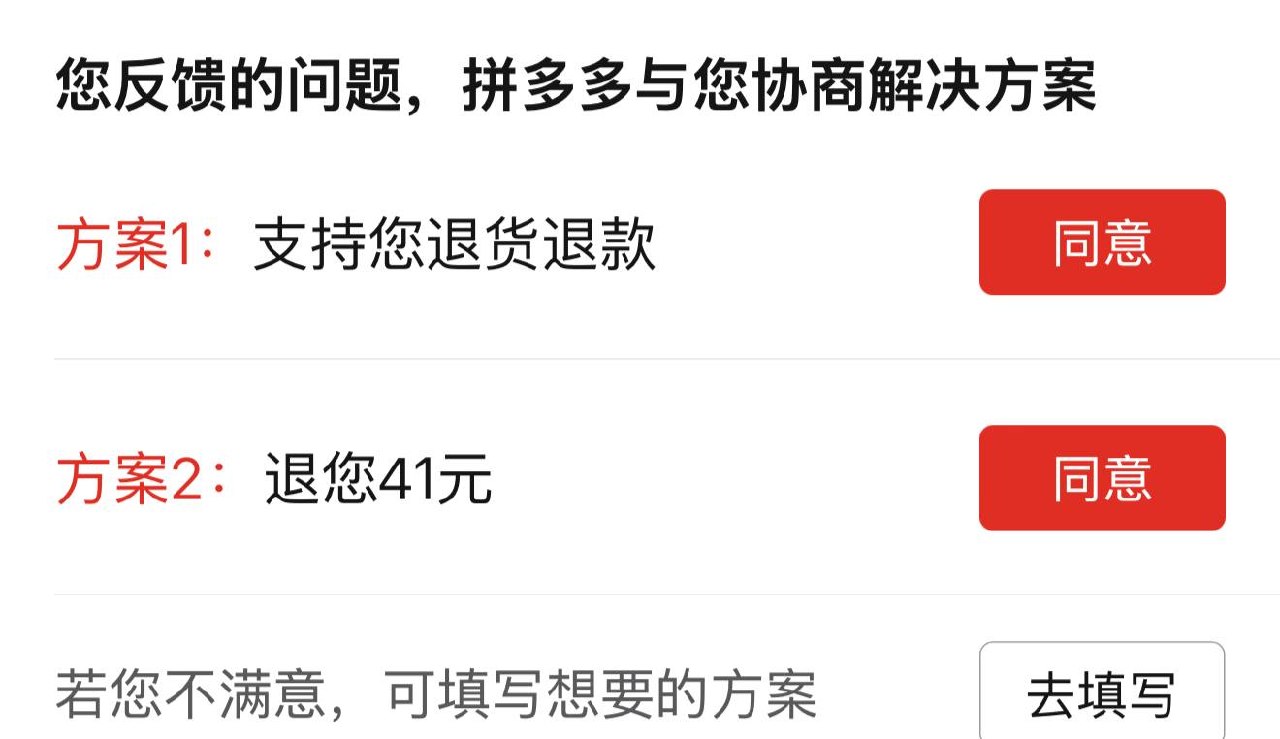 您反馈的问题，拼多多与您协商解决方案
方案1：支持您退货退款
同意
方案2：退您41元
同意
若您不满意，可填写想要的方案
去填写